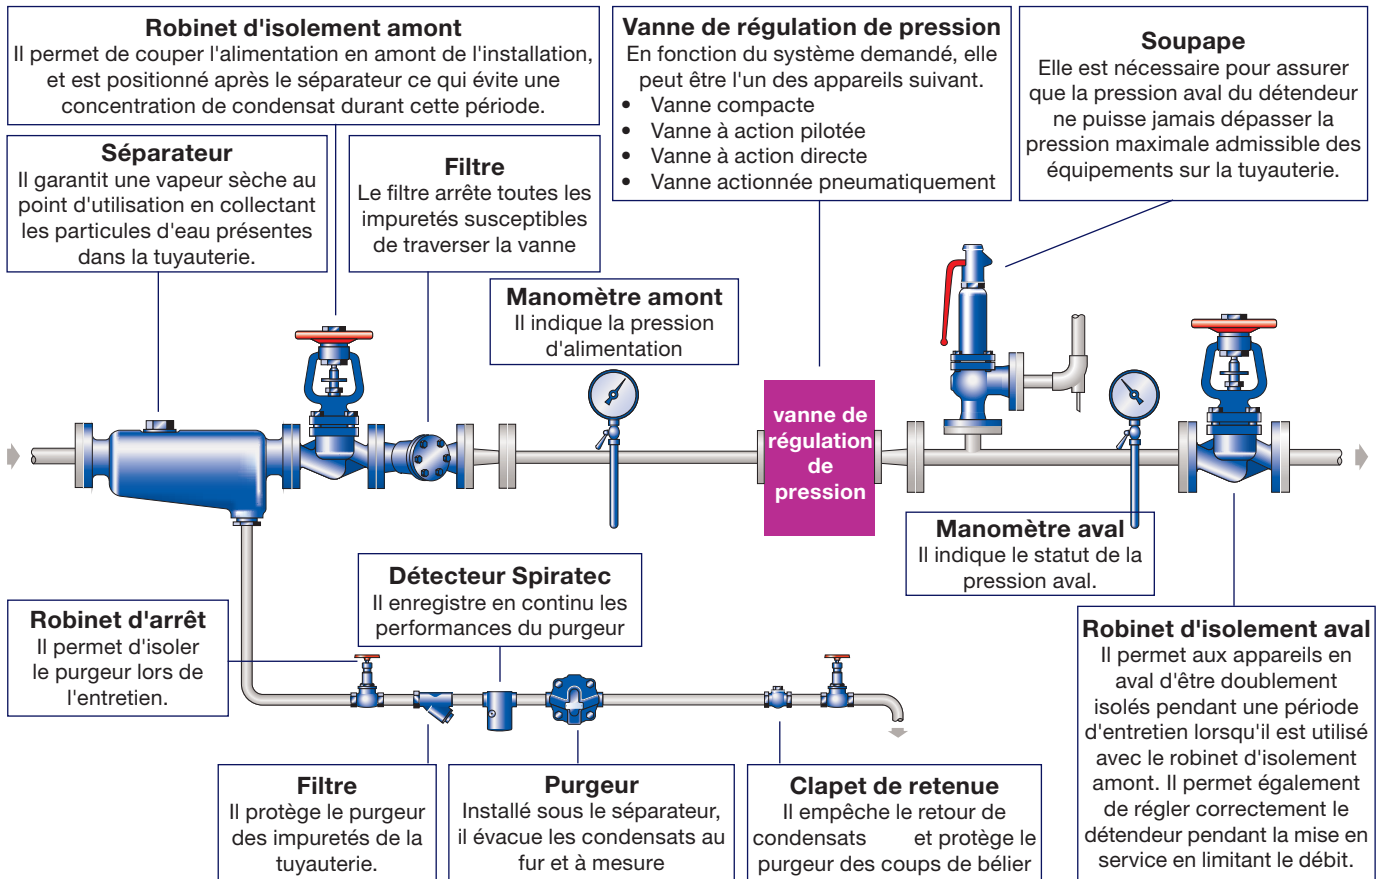 Robinet d'isolement amont
Il permet de couper l'alimentation en amont de l'installation,
et est positionné après le séparateur ce qui évite une
concentration de condensat durant cette période.
Vanne de régulation de pression
En fonction du système demandé, elle
peut être l'un des appareils suivant.
• Vanne compacte
• Vanne à action pilotée
• Vanne à action directe
• Vanne actionnée pneumatiquement
Soupape
Elle est nécessaire pour assurer
que la pression aval du détendeur
ne puisse jamais dépasser la
pression maximale admissible des
équipements sur la tuyauterie.
Séparateur
Il garantit une vapeur sèche au
point d'utilisation en collectant
les particules d'eau présentes
dans la tuyauterie.
Filtre
Le filtre arrête toutes les
impuretés susceptibles
de traverser la vanne
Manomètre amont
Il indique la pression
d'alimentation
vanne de
régulation
de
pression
Manomètre aval
Il indique le statut de la
pression aval.
Détecteur Spiratec
Il enregistre en continu les
performances du purgeur
Robinet d'arrêt
Il permet d'isoler
le purgeur lors de
l'entretien.
Robinet d'isolement aval
Il permet aux appareils en
aval d'être doublement
isolés pendant une période
d'entretien lorsqu'il est utilisé
avec le robinet d'isolement
amont. Il permet également
de régler correctement le
détendeur pendant la mise en
service en limitant le débit.
Filtre
Il protège le purgeur
des impuretés de la
tuyauterie.
Purgeur
Installé sous le séparateur,
il évacue les condensats au
fur et à mesure
Clapet de retenue
Il empêche le retour de
condensats et protège le
purgeur des coups de bélier